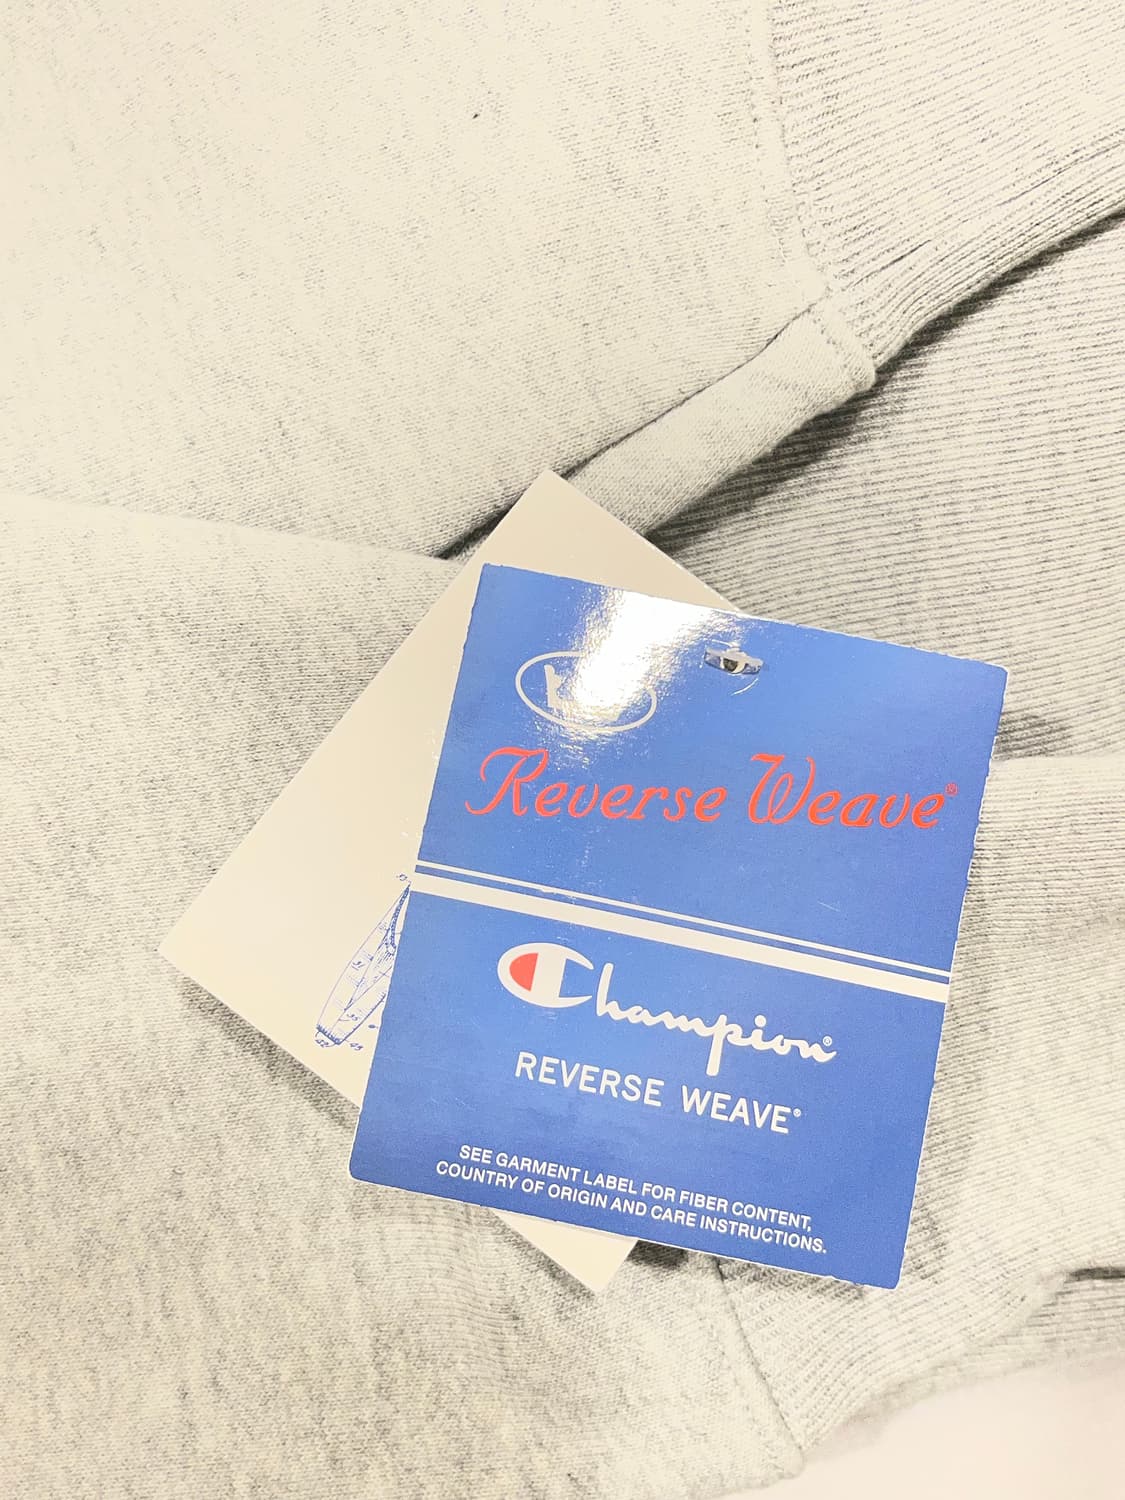 Reverse Weave®
Champion®
REVERSE WEAVE®
SEE GARMENT LABEL FOR FIBER CONTENT,
COUNTRY OF ORIGIN AND CARE INSTRUCTIONS.